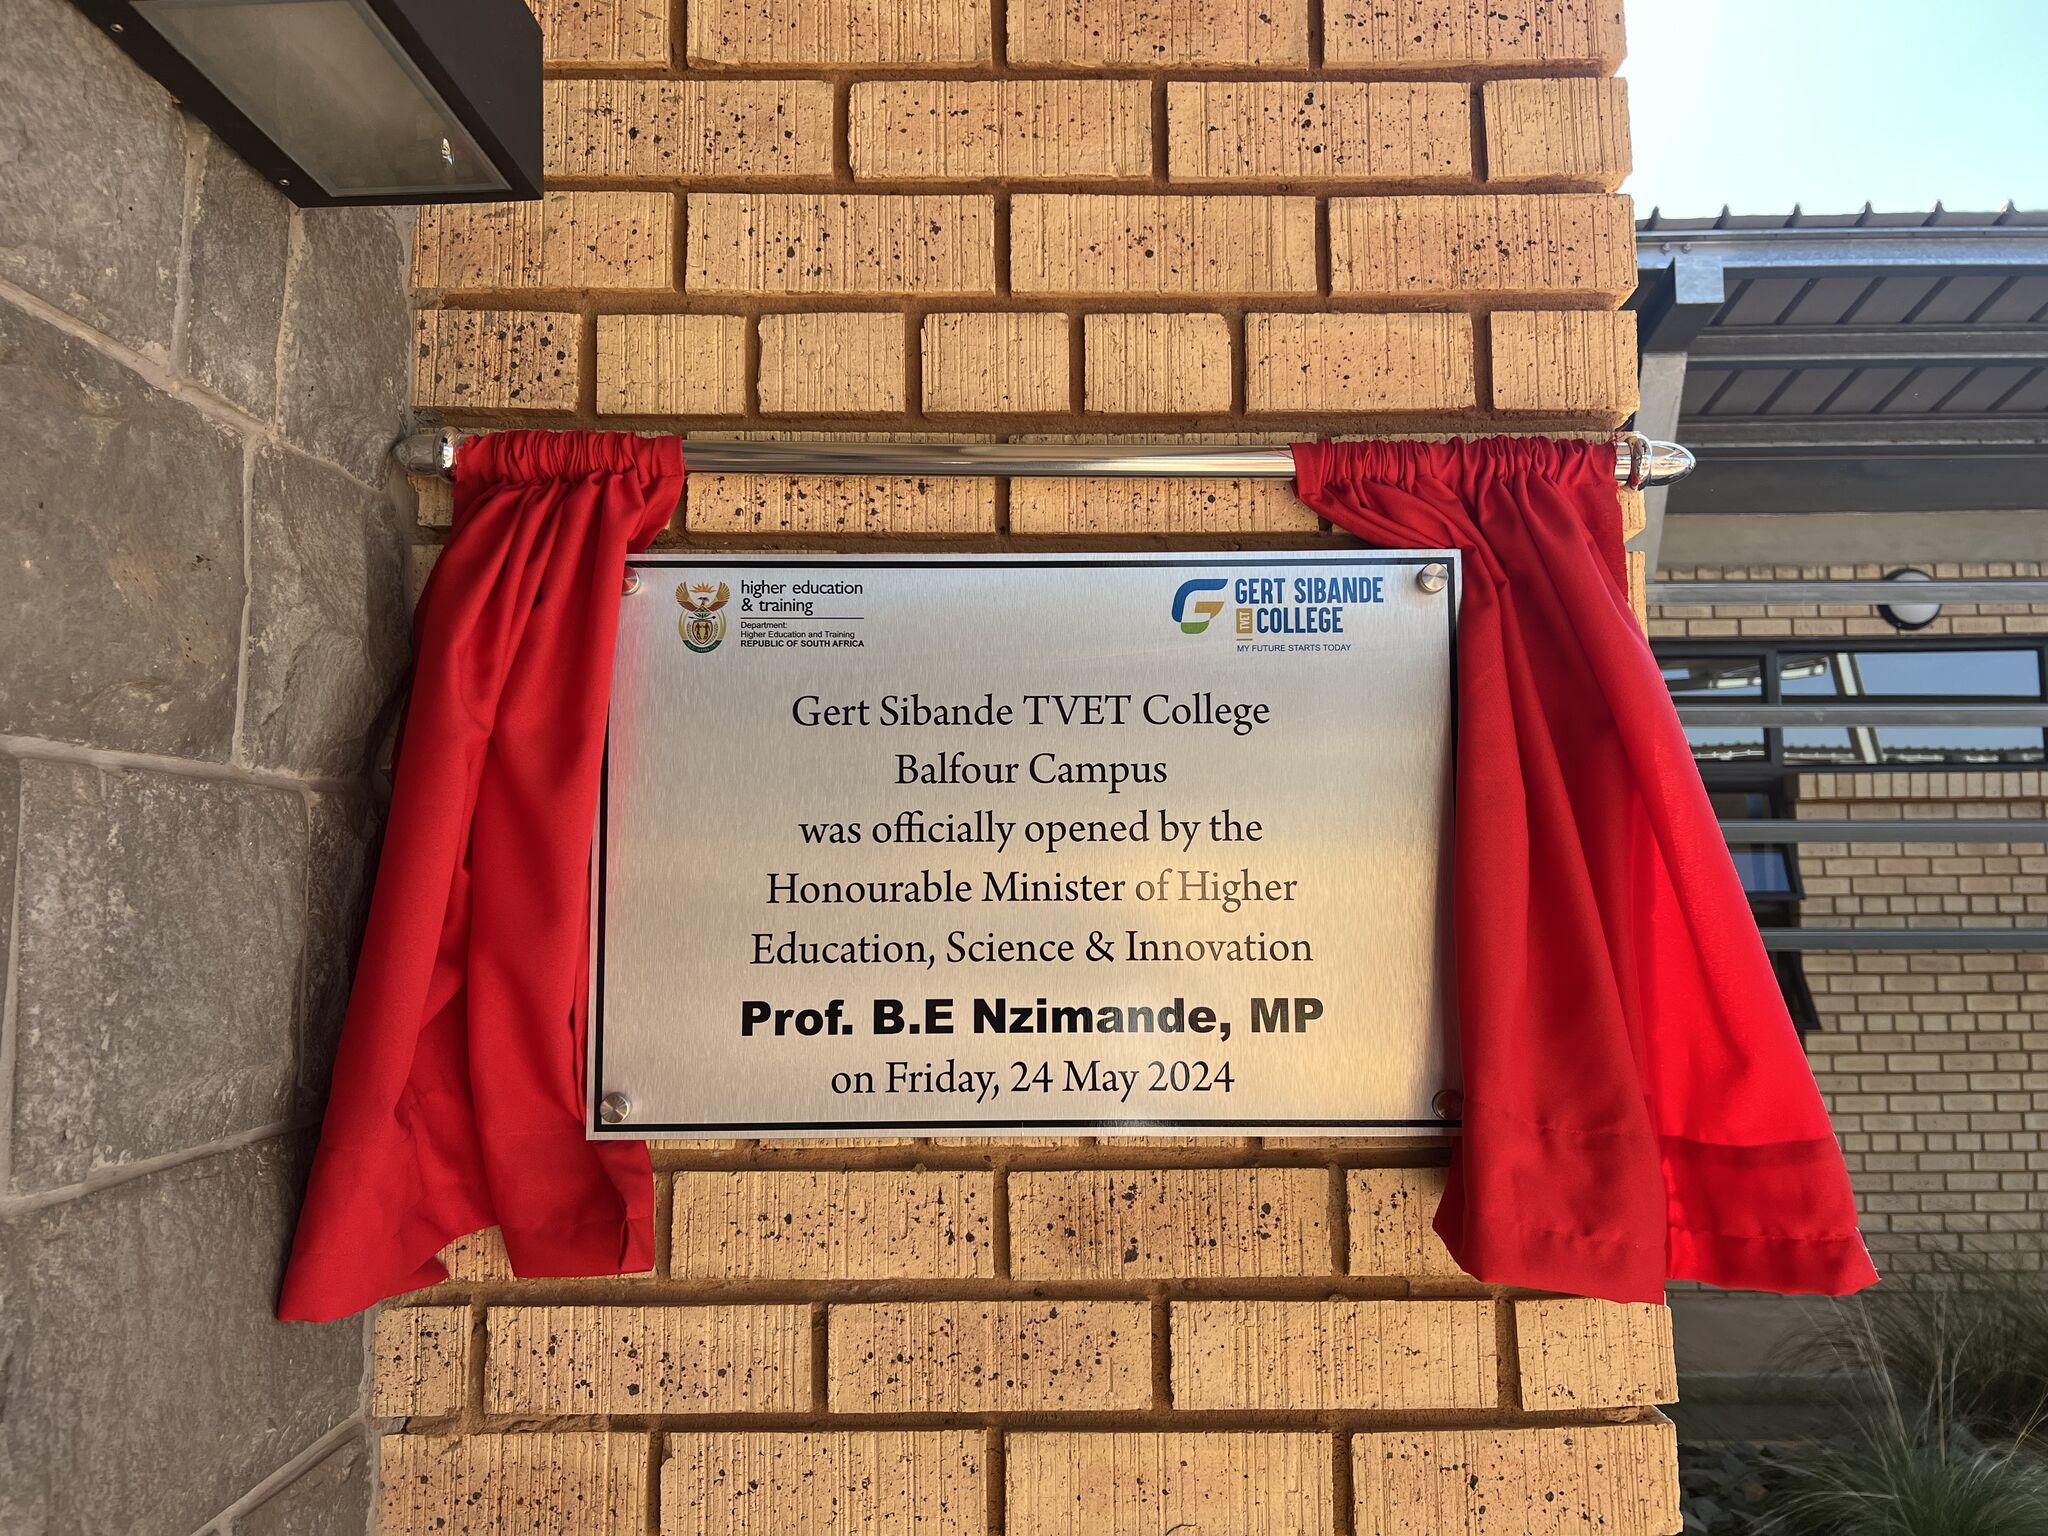 higher education
& training
Department:
Higher Education and Training
REPUBLIC OF SOUTH AFRICA
GERT SIBANDE
TVET COLLEGE
MY FUTURE STARTS TODAY
Gert Sibande TVET College
Balfour Campus
was officially opened by the
Honourable Minister of Higher
Education, Science & Innovation
Prof. B.E Nzimande, MP
on Friday, 24 May 2024